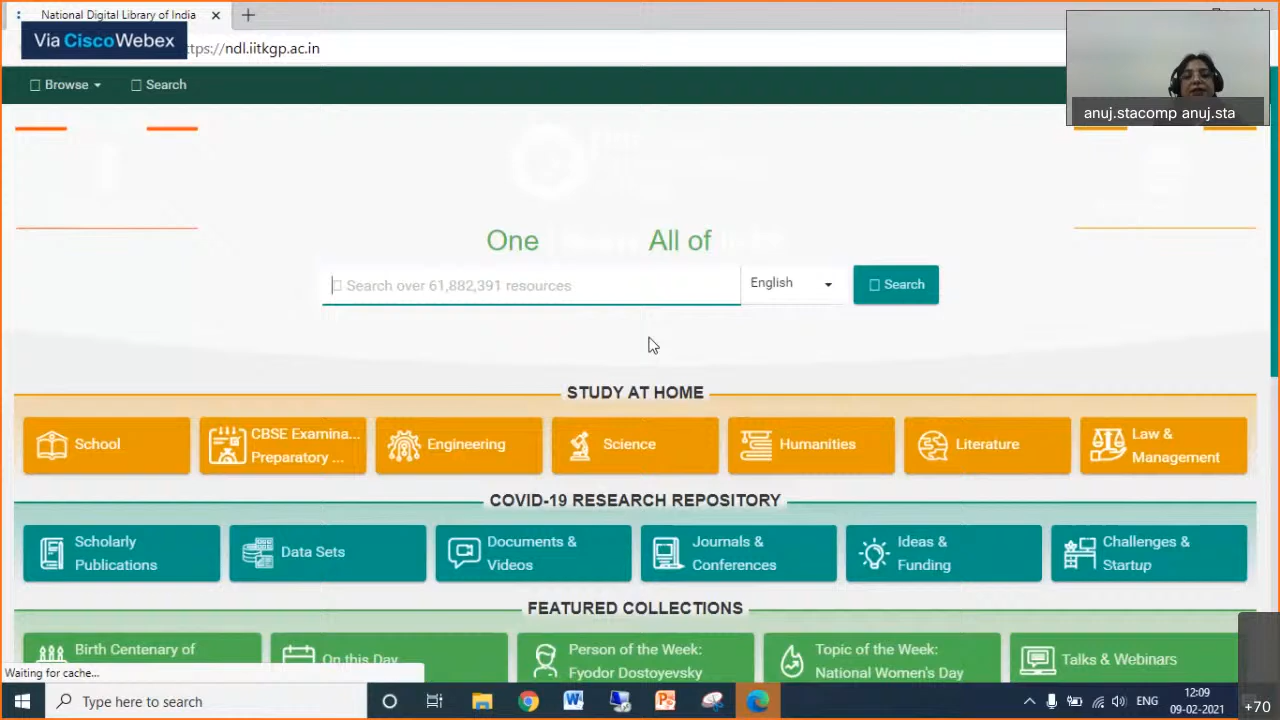 National Digital Library of India
Via CiscoWebex
ttps://ndl.iitkgp.ac.in
Browse
Search
anuj.stacomp anuj.sta
One
All of
Search over 61,882,391 resources
English
Search
STUDY AT HOME
School
CBSE Examina...
Preparatory ...
Engineering
Science
Humanities
Literature
Law &
Management
COVID-19 RESEARCH REPOSITORY
Scholarly
Publications
Data Sets
Documents &
Videos
Journals &
Conferences
Ideas &
Funding
Challenges &
Startup
FEATURED COLLECTIONS
Birth Centenary of
On this Day
Person of the Week:
Fyodor Dostoyevsky
Topic of the Week:
National Women's Day
Talks & Webinars
Waiting for cache...
Type here to search
ENG
12:09
09-02-2021
+70